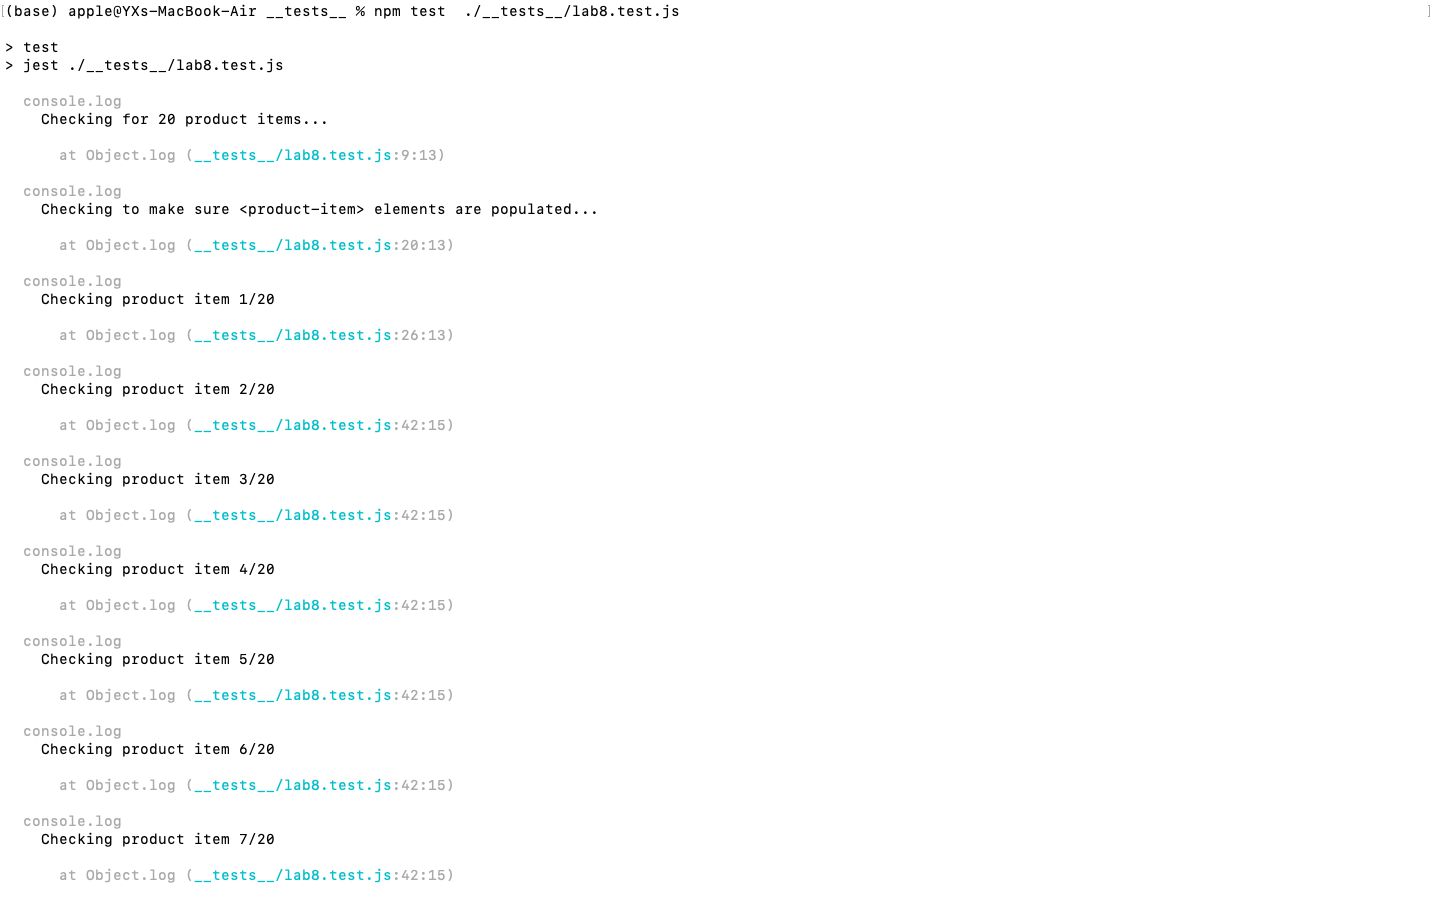 [(base) apple@YXs-MacBook-Air __tests__ % npm test  ./__tests__/lab8.test.js ]
> test
> jest ./__tests__/lab8.test.js
console.log
Checking for 20 product items...
at Object.log (__tests__/lab8.test.js:9:13)
console.log
Checking to make sure <product-item> elements are populated...
at Object.log (__tests__/lab8.test.js:20:13)
console.log
Checking product item 1/20
at Object.log (__tests__/lab8.test.js:26:13)
console.log
Checking product item 2/20
at Object.log (__tests__/lab8.test.js:42:15)
console.log
Checking product item 3/20
at Object.log (__tests__/lab8.test.js:42:15)
console.log
Checking product item 4/20
at Object.log (__tests__/lab8.test.js:42:15)
console.log
Checking product item 5/20
at Object.log (__tests__/lab8.test.js:42:15)
console.log
Checking product item 6/20
at Object.log (__tests__/lab8.test.js:42:15)
console.log
Checking product item 7/20
at Object.log (__tests__/lab8.test.js:42:15)